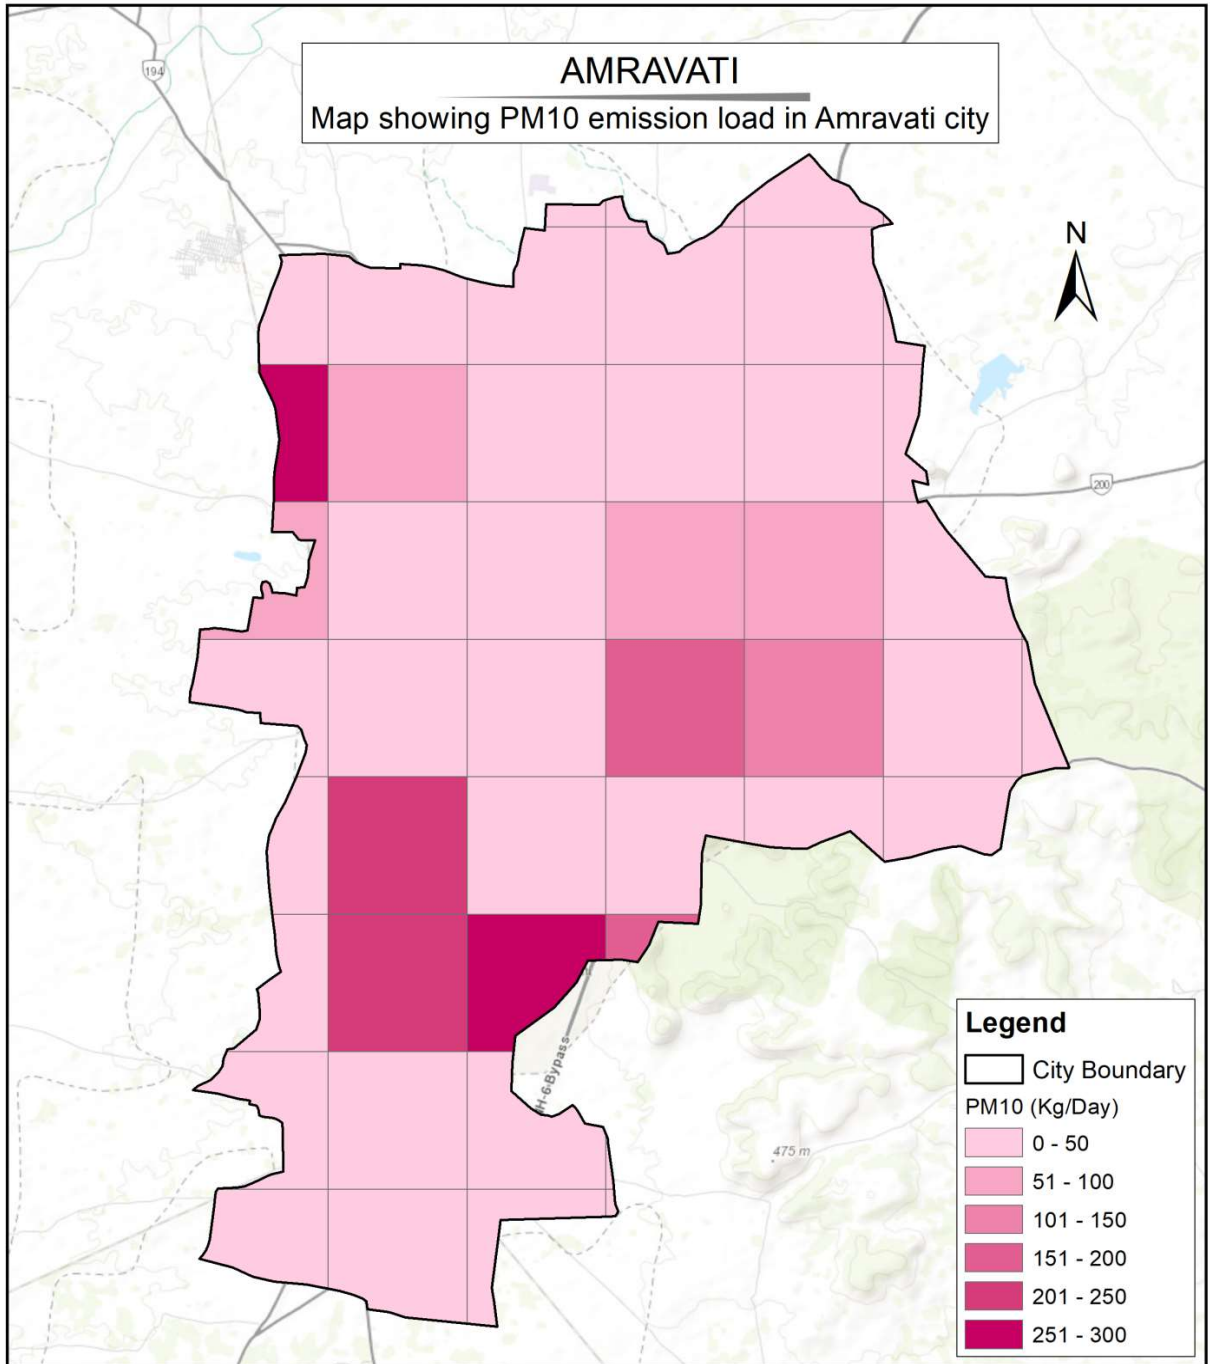 194
AMRAVATI
Map showing PM10 emission load in Amravati city
N
200
475 m
Legend
City Boundary
PM10 (Kg/Day)
0 - 50
51 - 100
101 - 150
151 - 200
201 - 250
251 - 300